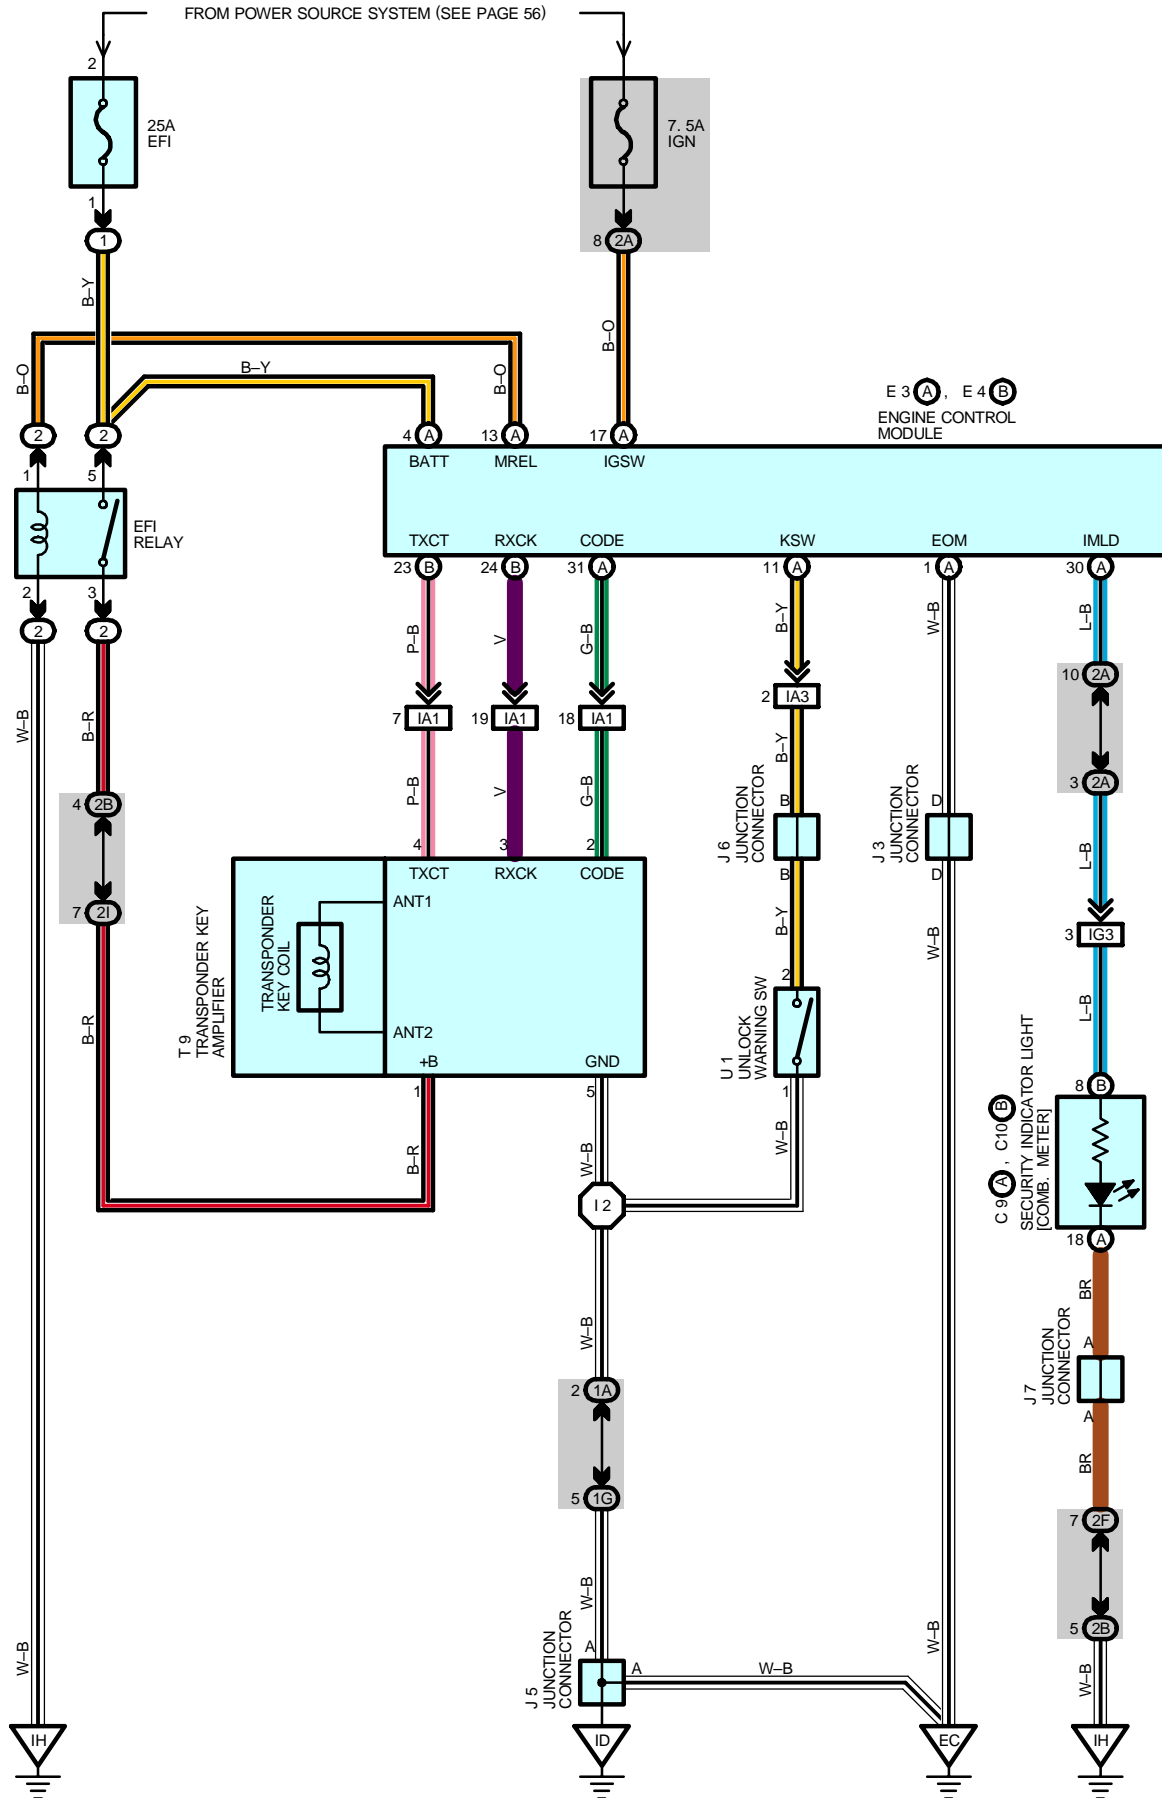 FROM POWER SOURCE SYSTEM (SEE PAGE 56)
2
25A
EFI
7. 5A
IGN
1
1
8 2A
B–Y
B–O
B–O
B–Y
B–O
E 3 A , E 4 B
ENGINE CONTROL
MODULE
2
2
4 A
13 A
17 A
BATT
MREL
IGSW
1
5
EFI
RELAY
TXCT
RXCK
CODE
KSW
EOM
IMLD
23 B
24 B
31 A
11 A
1 A
30 A
2
3
2
2
P–B
V
G–B
B–Y
W–B
L–B
10 2A
2 IA3
7 IA1
19 IA1
18 IA1
W–B
B–R
P–B
V
G–B
B–Y
3 2A
4 2B
J 6
JUNCTION
CONNECTOR
B
B
J 3
JUNCTION
CONNECTOR
D
D
L–B
4
3
2
TXCT
RXCK
CODE
7 2I
ANT1
TRANSPONDER
KEY COIL
ANT2
T 9
TRANSPONDER KEY
AMPLIFIER
B–Y
W–B
3 IG3
2
L–B
U 1
UNLOCK
WARNING SW
B–R
+B
GND
1
5
1
8 B
C 9 A , C10 B
SECURITY INDICATOR LIGHT
[COMB. METER]
B–R
W–B
W–B
I 2
18 A
BR
W–B
J 7
JUNCTION
CONNECTOR
A
A
2 1A
BR
5 1G
7 2F
W–B
5 2B
W–B
W–B
W–B
J 5
JUNCTION
CONNECTOR
A
A
W–B
IH
ID
EC
IH